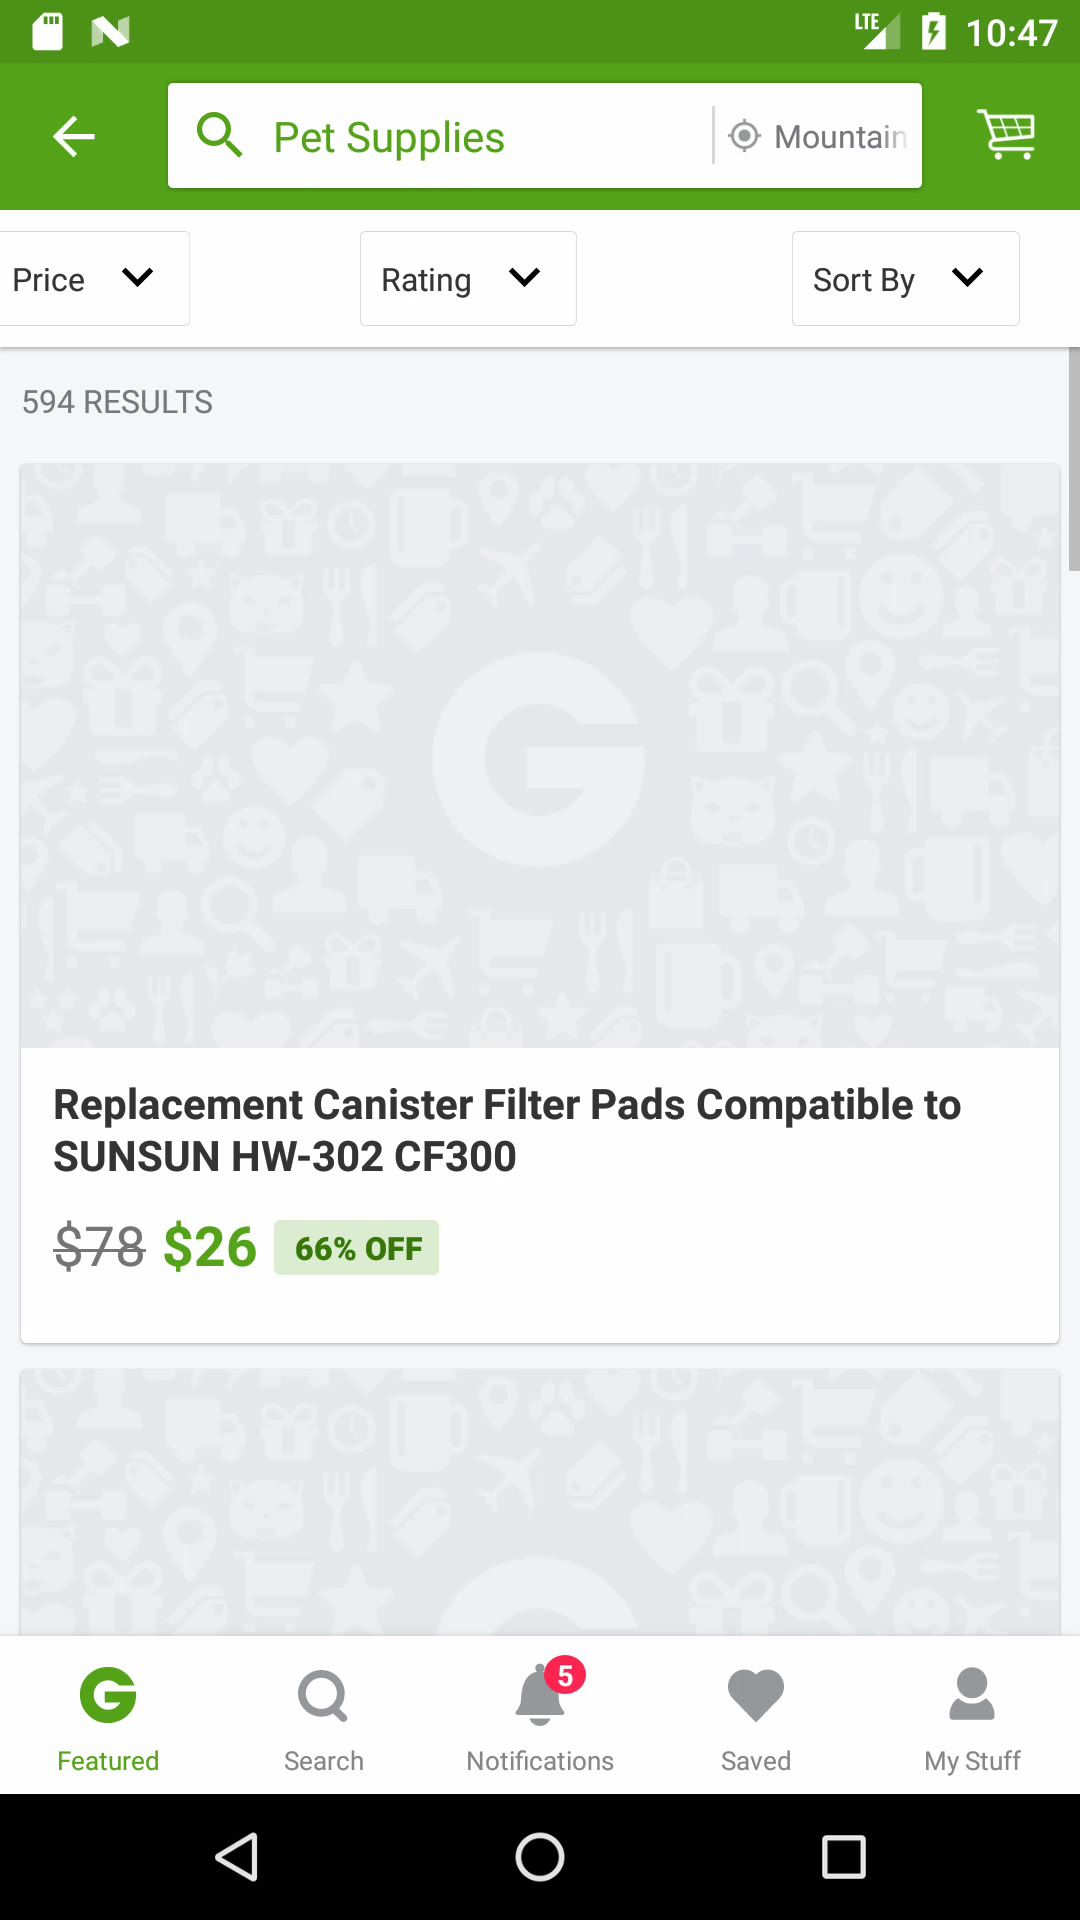 LTE 10:47
Pet Supplies Mountain
Price Rating Sort By
594 RESULTS
Replacement Canister Filter Pads Compatible to
SUNSUN HW-302 CF300
$78 $26 66% OFF
5
Featured Search Notifications Saved My Stuff